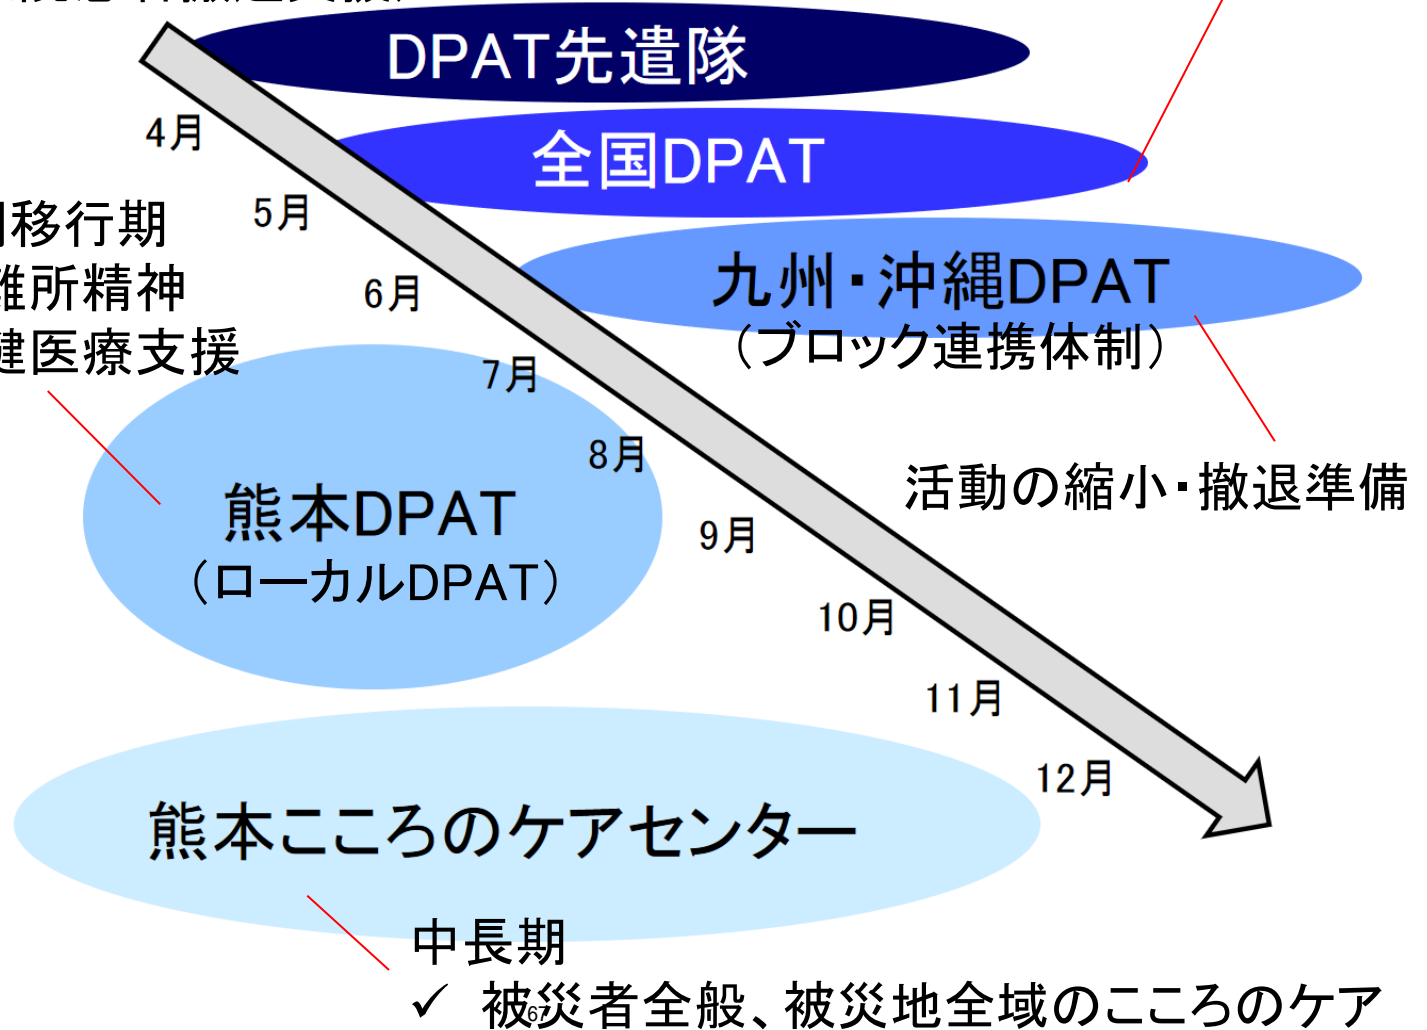 DPAT先遣隊
4月
全国DPAT
5月
移行期
所精神
医療支援
6月
九州・沖縄DPAT
（ブロック連携体制）
7月
8月
活動の縮小・撤退準備
熊本DPAT
（ローカルDPAT）
9月
10月
11月
12月
熊本こころのケアセンター
中長期
✓ 被災者全般、被災地全域のこころのケア
67